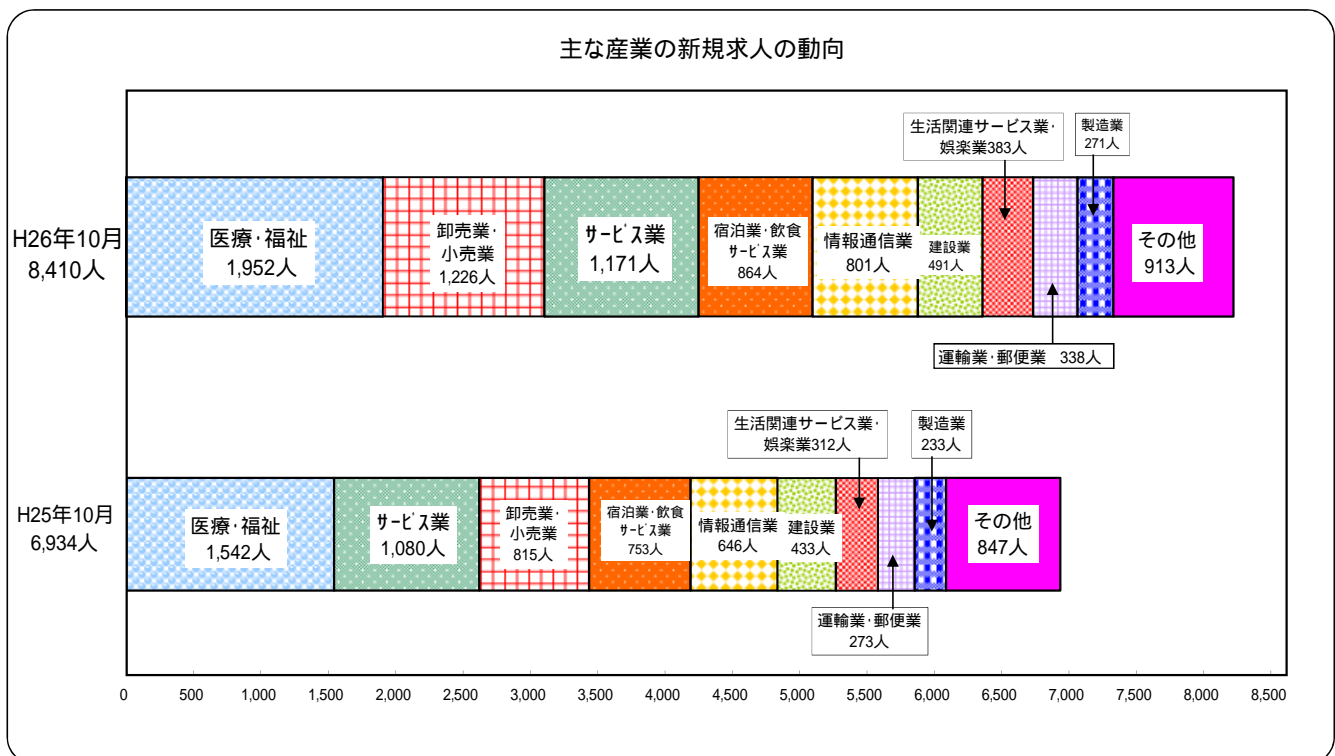 主な産業の新規求人の動向
H26年10月
8,410人
医療・福祉
1,952人
卸売業・
小売業
1,226人
サービス業
1,171人
宿泊業・飲食
サービス業
864人
情報通信業
801人
建設業
491人
生活関連サービス業・
娯楽業383人
運輸業・郵便業 338人
製造業
271人
その他
913人
H25年10月
6,934人
医療・福祉
1,542人
サービス業
1,080人
卸売業・
小売業
815人
宿泊業・飲食
サービス業
753人
情報通信業
646人
建設業
433人
生活関連サービス業・
娯楽業312人
運輸業・郵便業
273人
製造業
233人
その他
847人
0 500 1,000 1,500 2,000 2,500 3,000 3,500 4,000 4,500 5,000 5,500 6,000 6,500 7,000 7,500 8,000 8,500